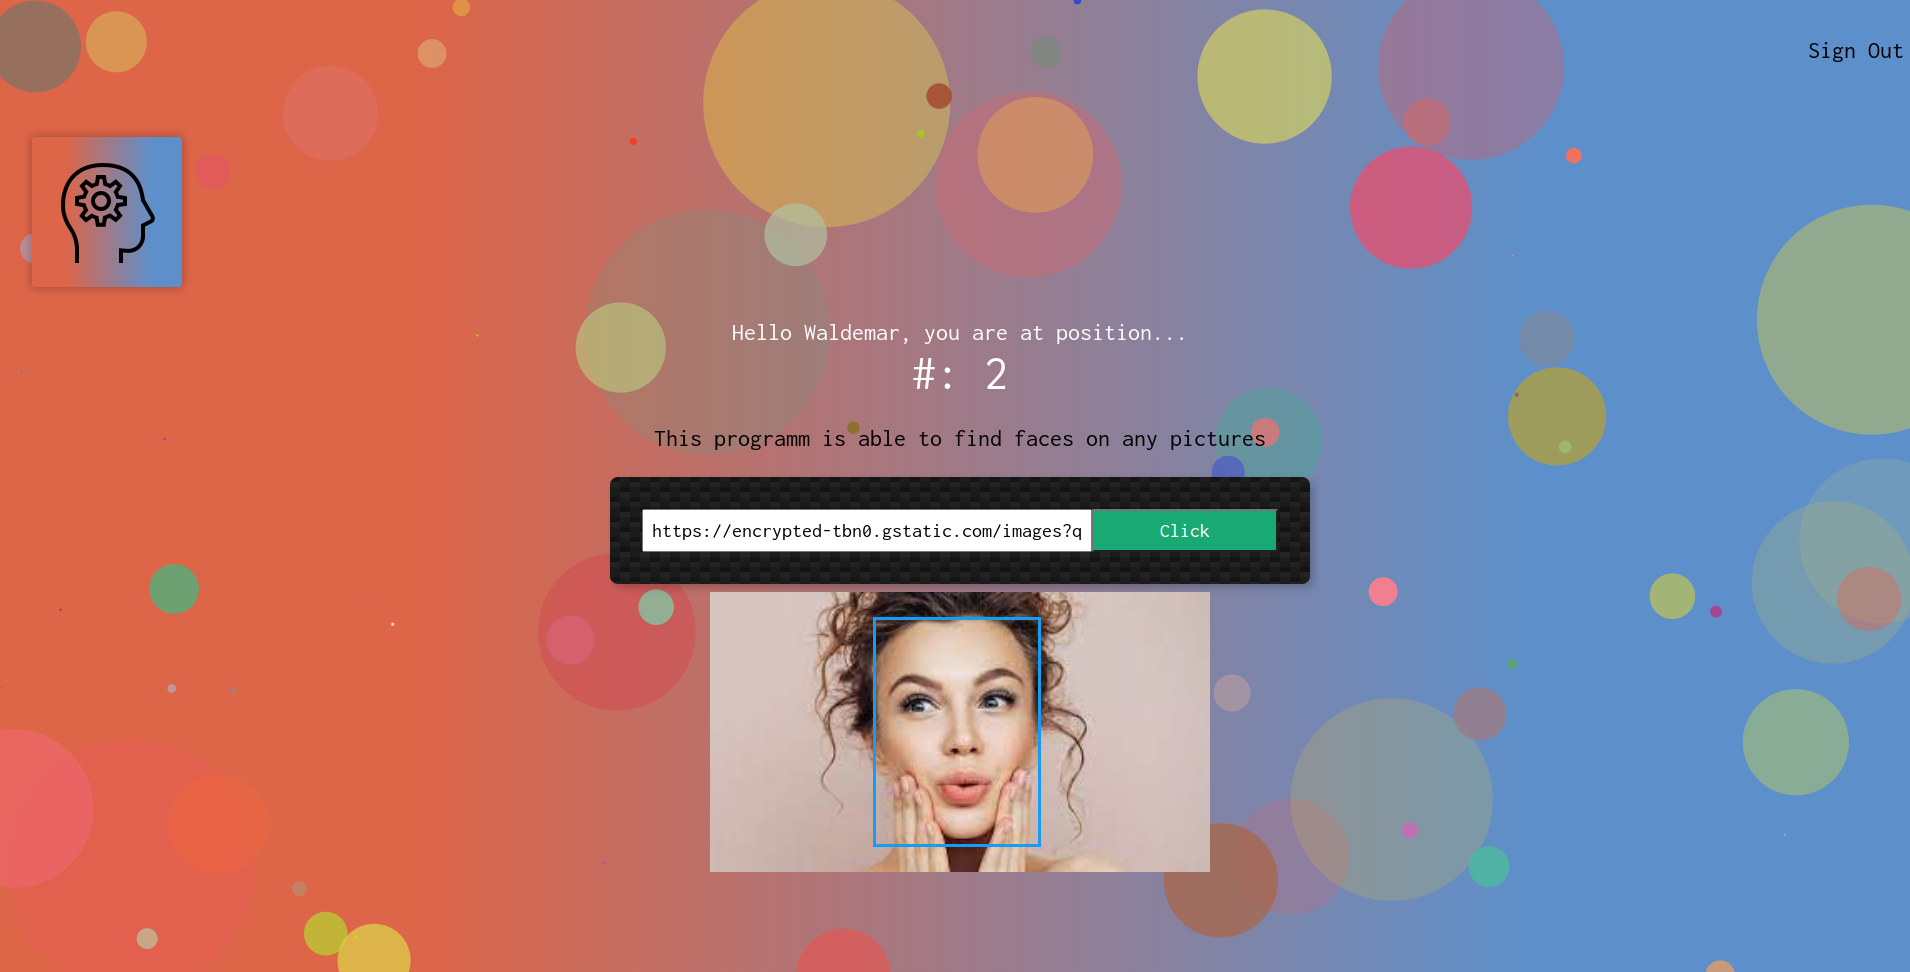 Sign Out
Hello Waldemar, you are at position...
#: 2
This programm is able to find faces on any pictures
https://encrypted-tbn0.gstatic.com/images?q
Click